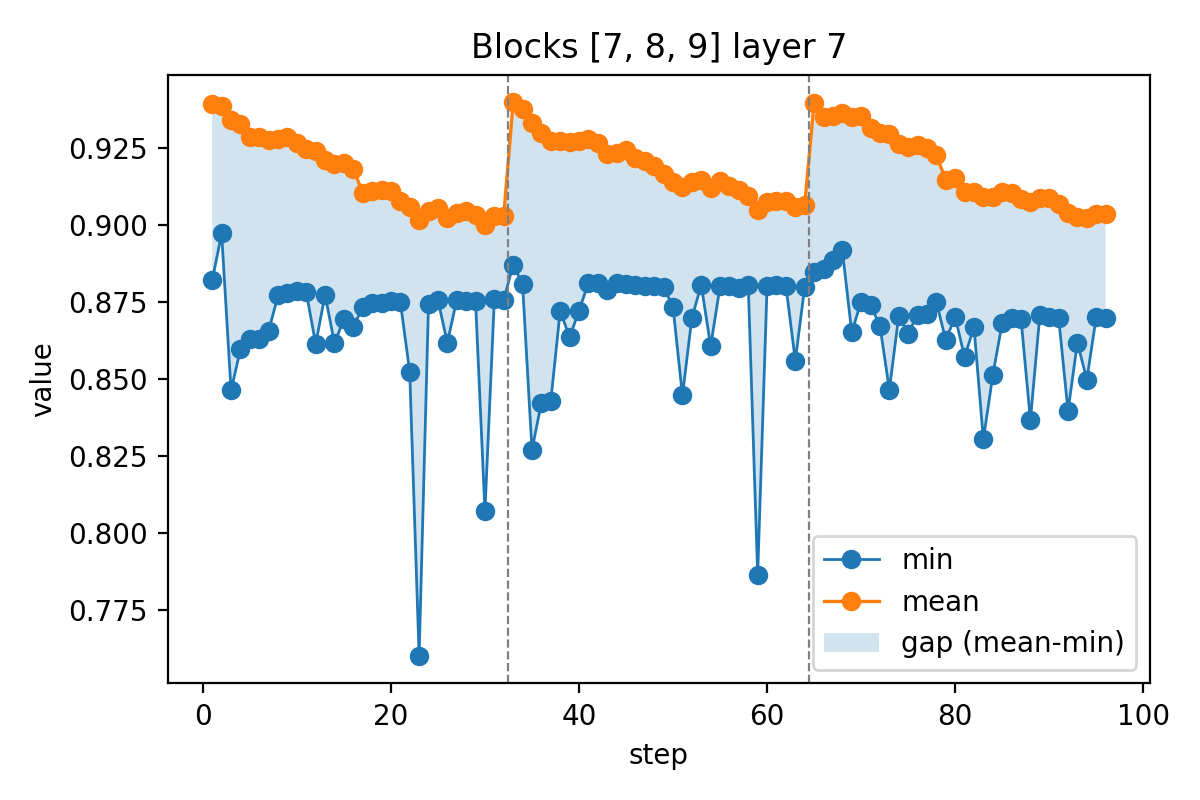 Blocks [7, 8, 9] layer 7
value
0.925
0.900
0.875
0.850
0.825
0.800
0.775
min
mean
gap (mean-min)
0 20 40 60 80 100
step